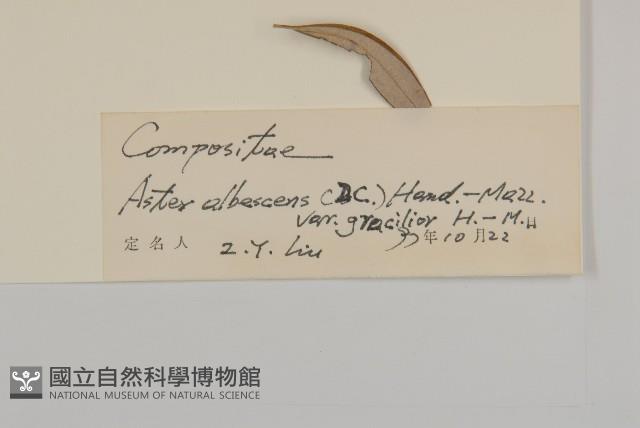 Compositae
Aster albescens (DC.) Hand.-Mazz.
var. gracilior H.-M.
定名人 Z.Y. Liu 年10月22日
國立自然科學博物館
NATIONAL MUSEUM OF NATURAL SCIENCE